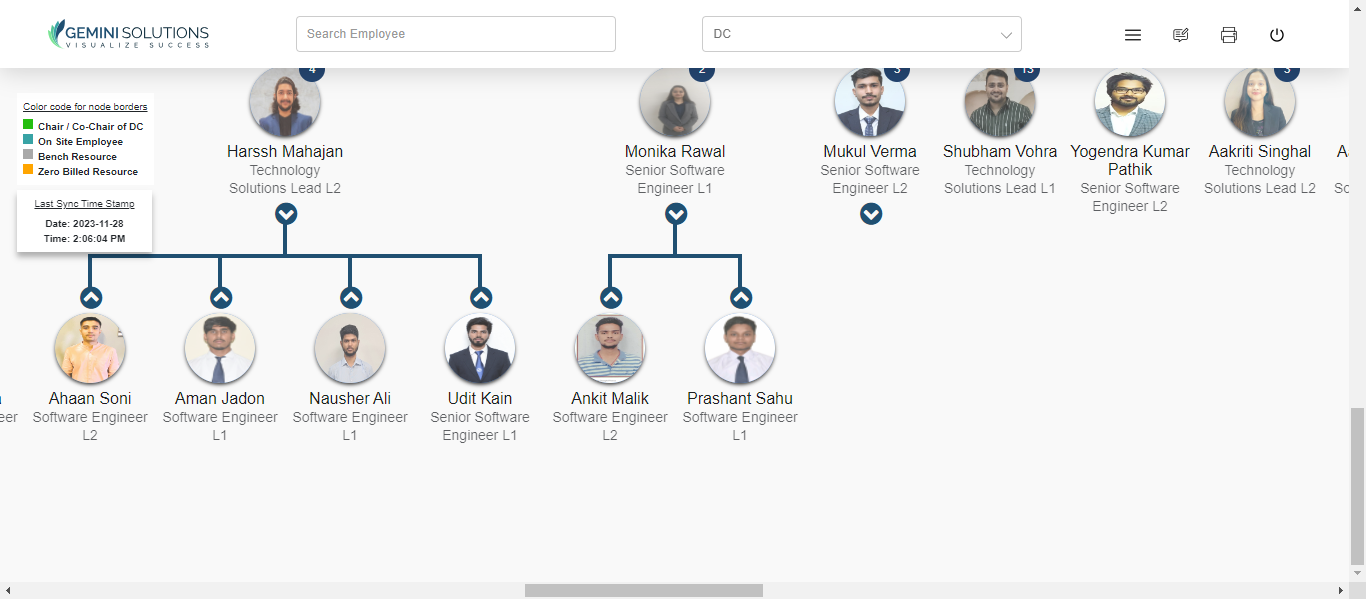 GEMINI SOLUTIONS
VISUALIZE SUCCESS
Search Employee
DC
4
2
3
13
3
Color code for node borders
Chair / Co-Chair of DC
On Site Employee
Bench Resource
Zero Billed Resource
Last Sync Time Stamp
Date: 2023-11-28
Time: 2:06:04 PM
Harssh Mahajan
Technology
Solutions Lead L2
Monika Rawal
Senior Software
Engineer L1
Mukul Verma
Senior Software
Engineer L2
Shubham Vohra
Technology
Solutions Lead L1
Yogendra Kumar
Pathik
Senior Software
Engineer L2
Aakriti Singhal
Technology
Solutions Lead L2
Ahaan Soni
Software Engineer
L2
Aman Jadon
Software Engineer
L1
Nausher Ali
Software Engineer
L1
Udit Kain
Senior Software
Engineer L1
Ankit Malik
Software Engineer
L2
Prashant Sahu
Software Engineer
L1